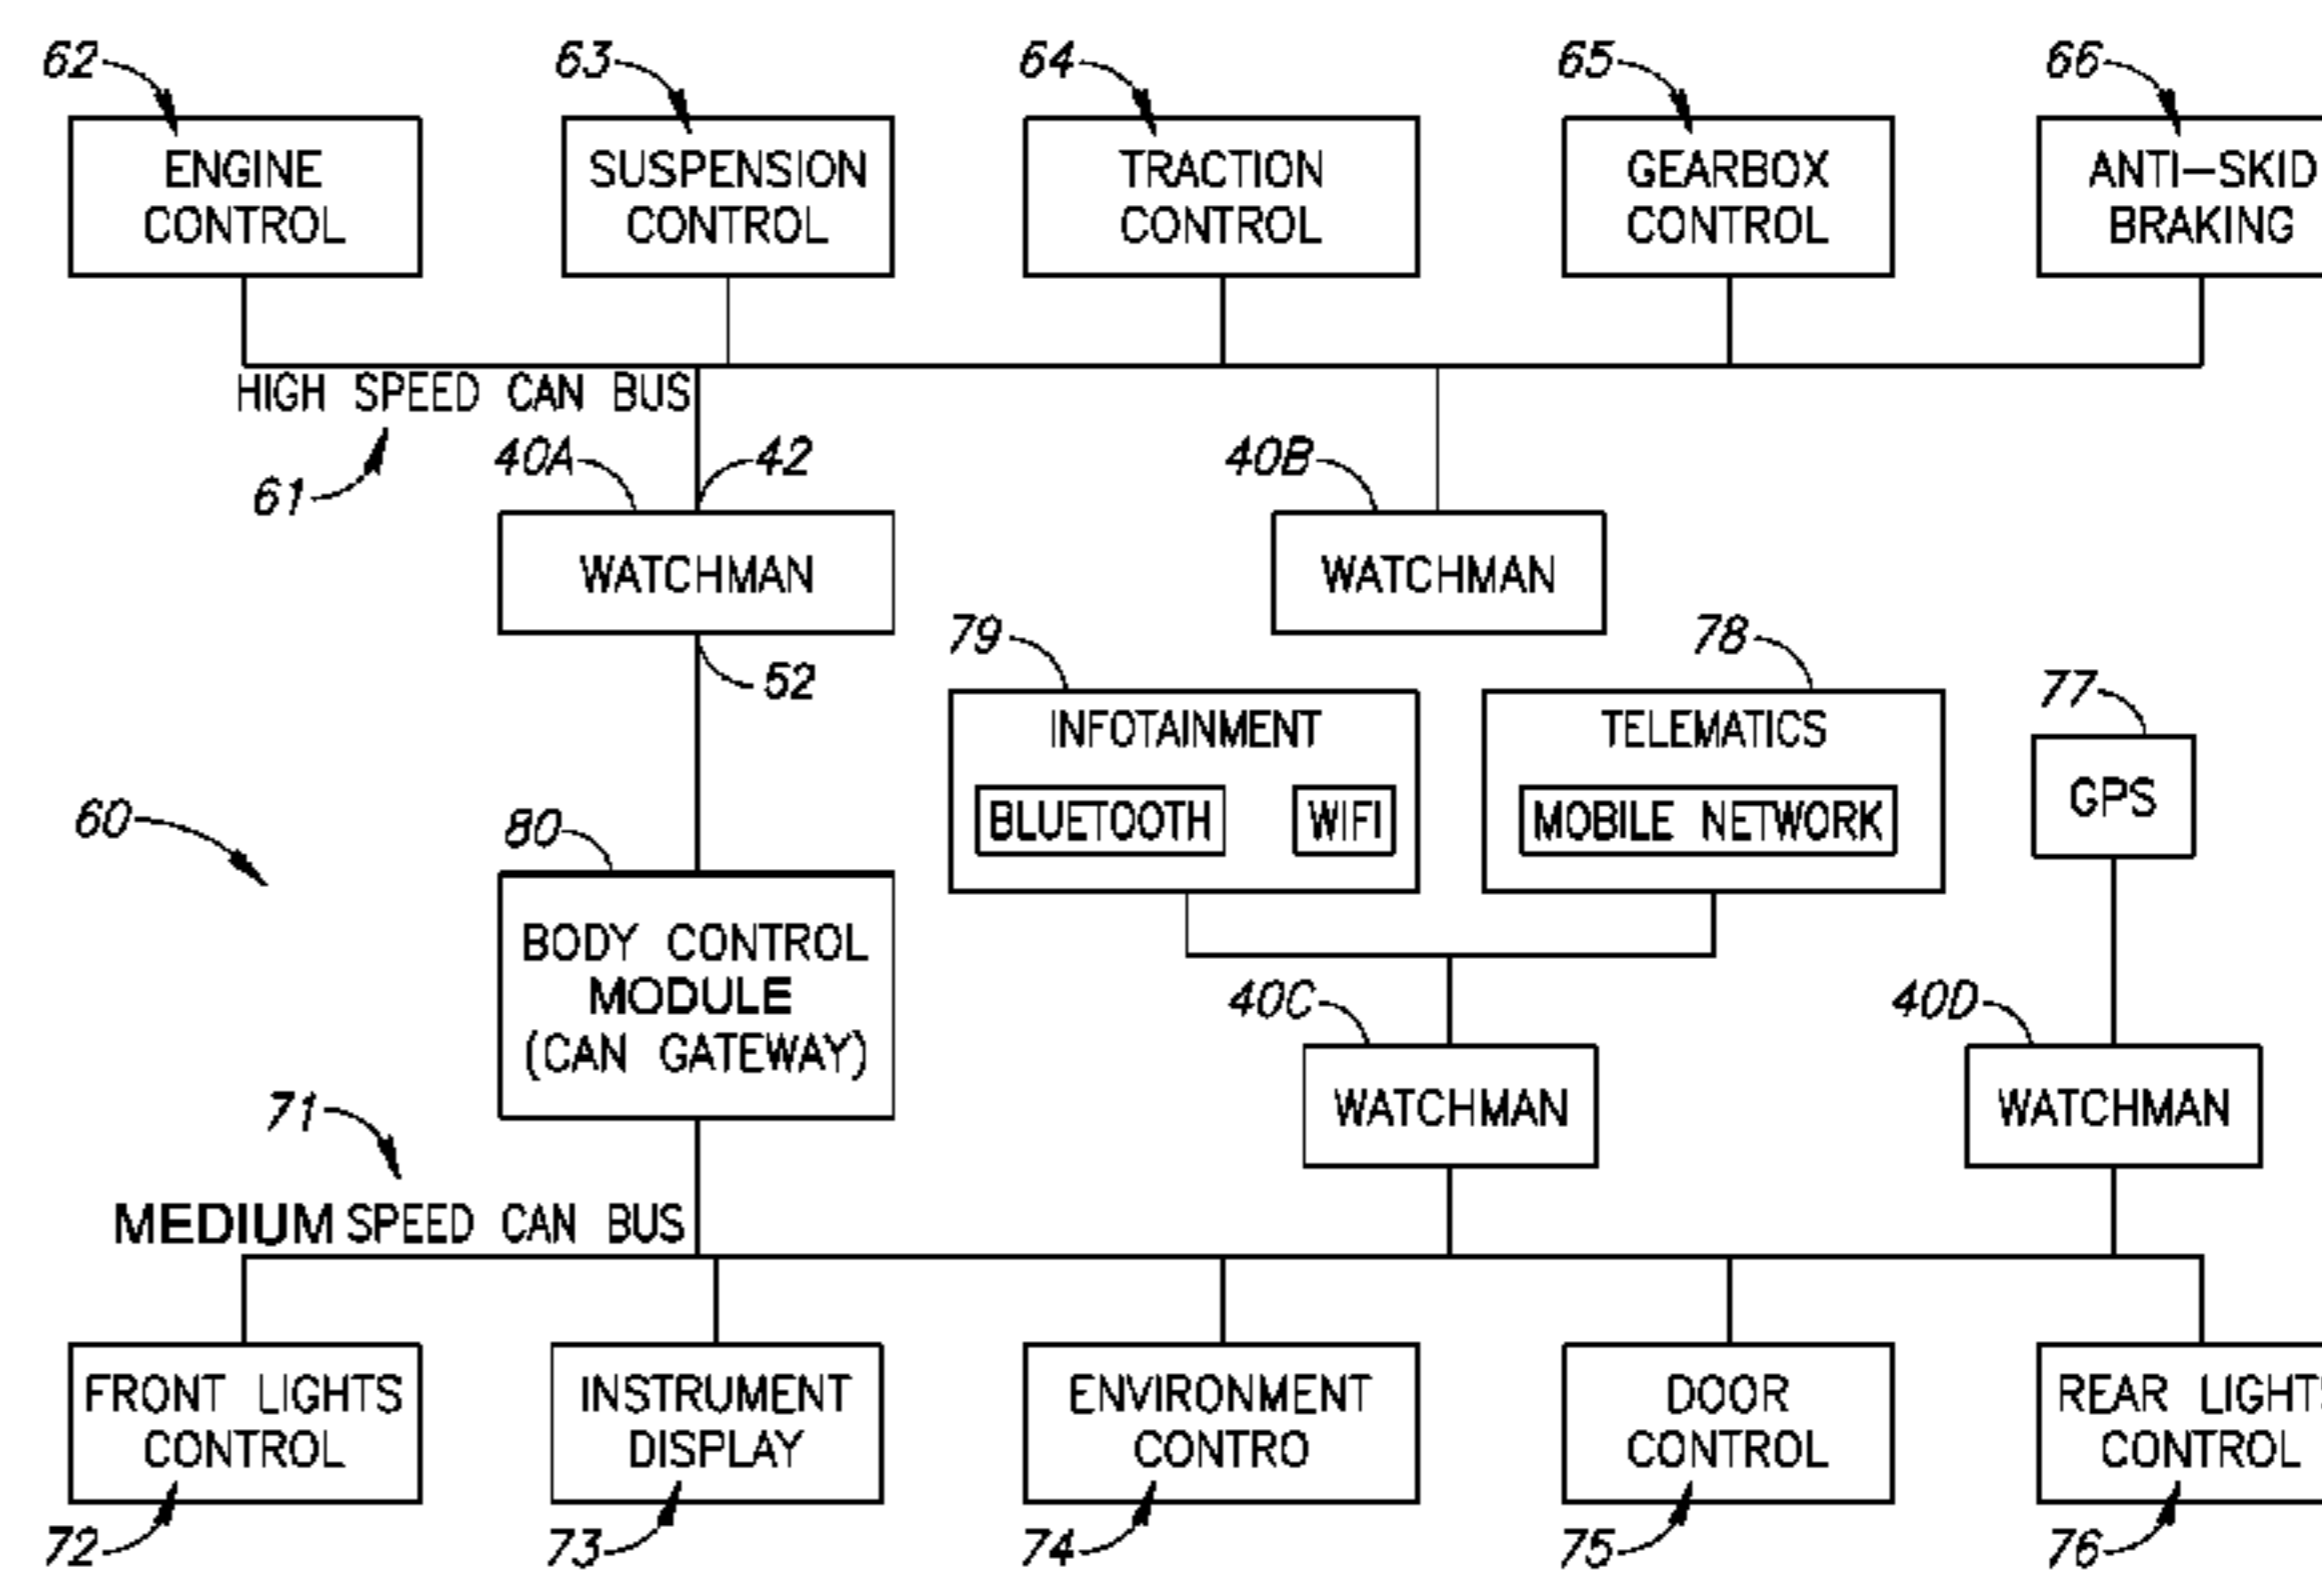 62
63
64
65
66
ENGINE
CONTROL
SUSPENSION
CONTROL
TRACTION
CONTROL
GEARBOX
CONTROL
ANTI-SKID
BRAKING
HIGH SPEED CAN BUS
61
40A
42
40B
WATCHMAN
WATCHMAN
52
79
78
77
INFOTAINMENT
BLUETOOTH
WIFI
TELEMATICS
MOBILE NETWORK
GPS
60
80
BODY CONTROL
MODULE
(CAN GATEWAY)
40C
40D
WATCHMAN
WATCHMAN
71
MEDIUM SPEED CAN BUS
FRONT LIGHTS
CONTROL
INSTRUMENT
DISPLAY
ENVIRONMENT
CONTRO
DOOR
CONTROL
REAR LIGHTS
CONTROL
72
73
74
75
76